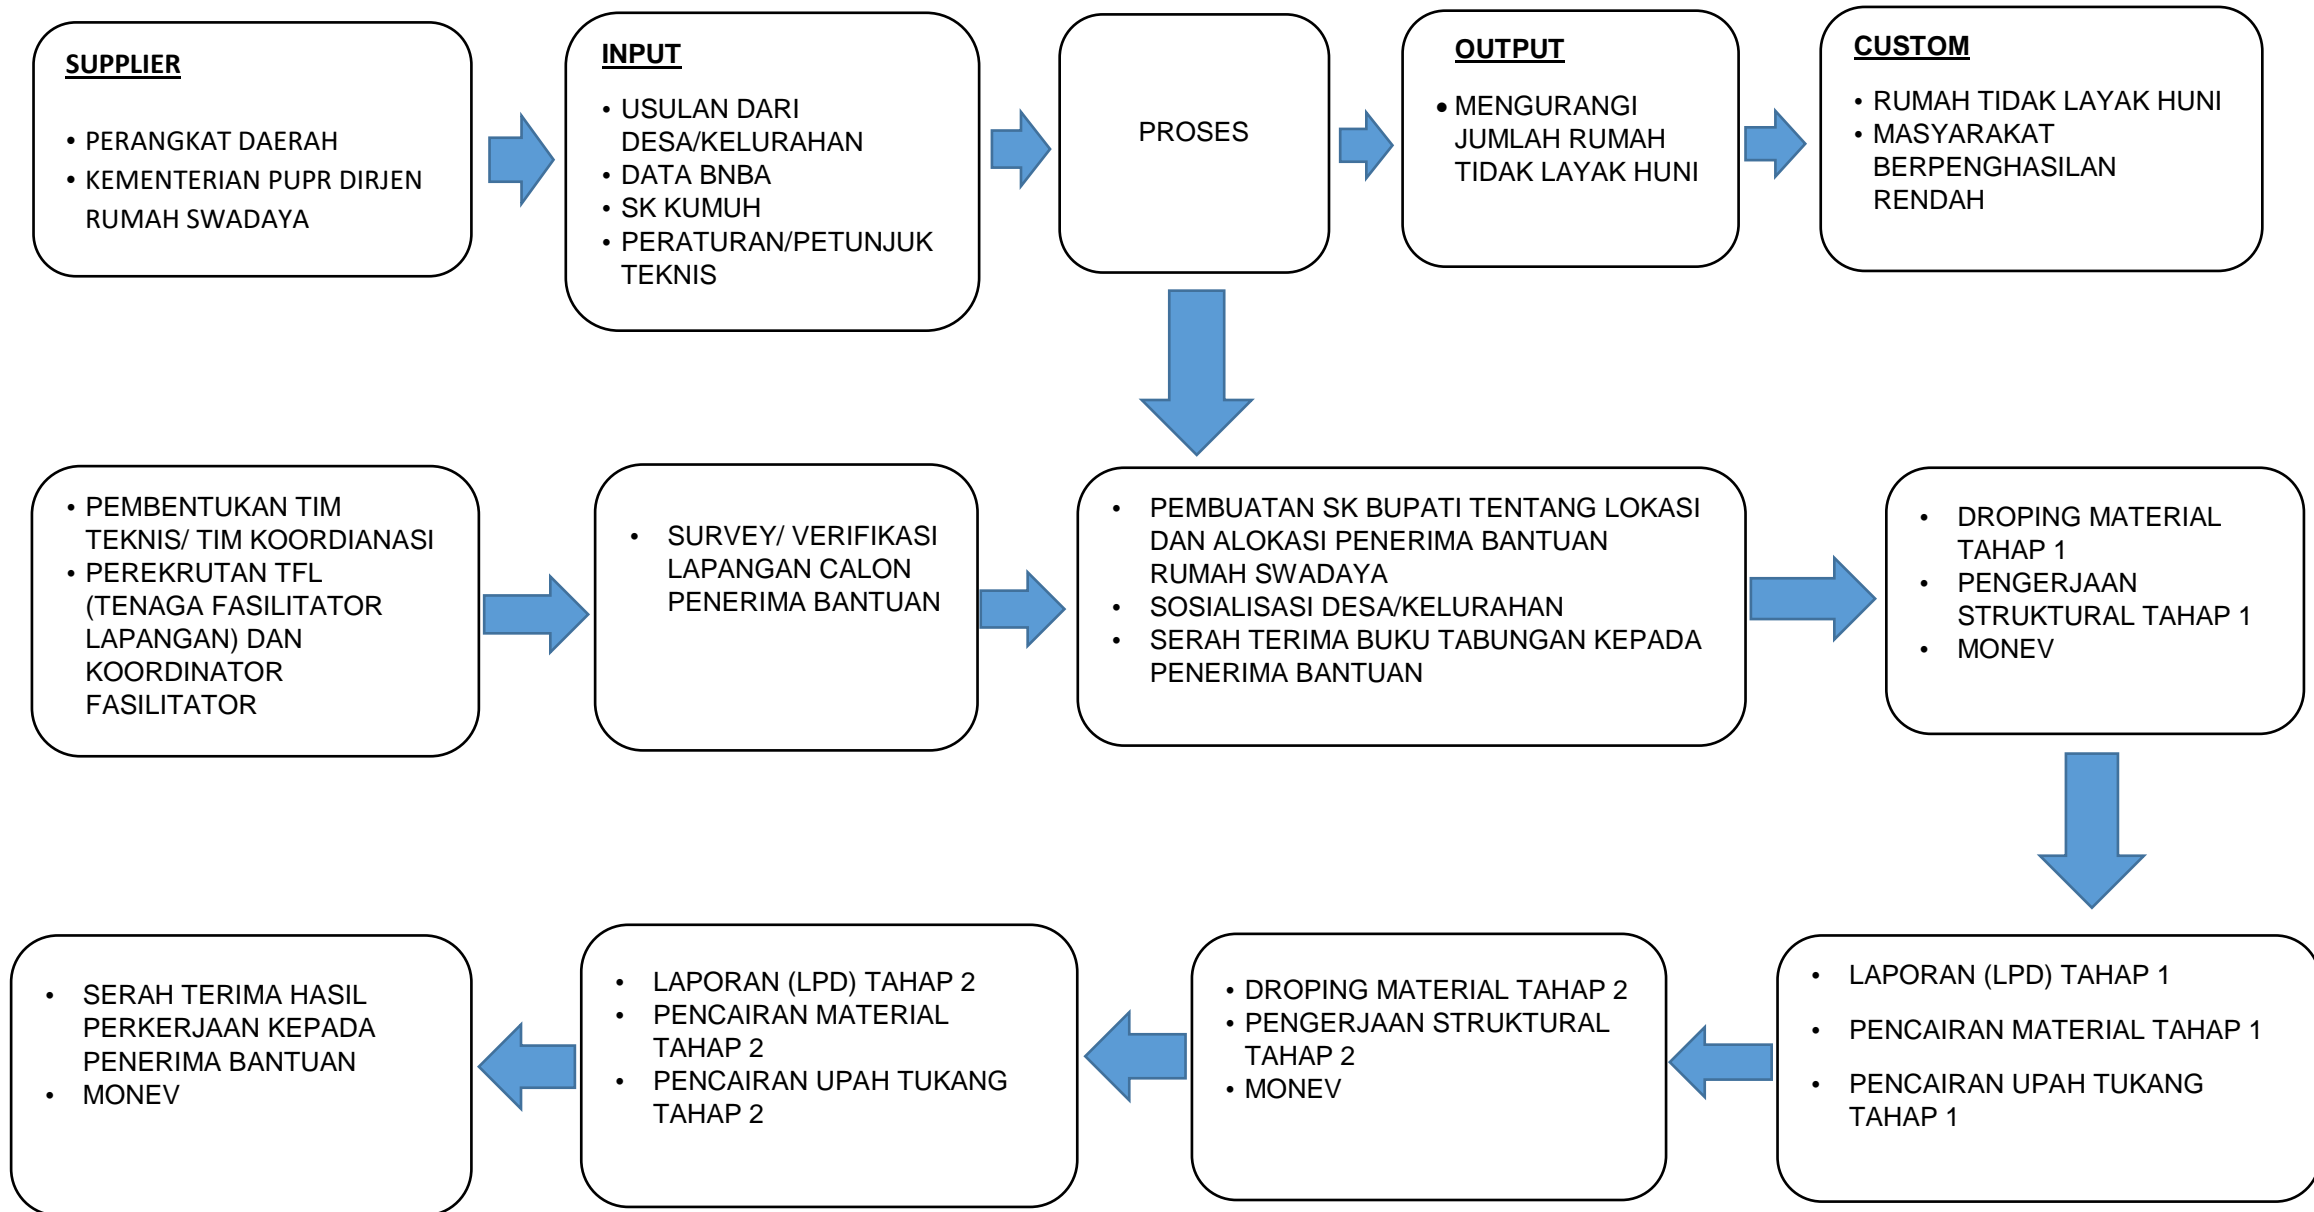 SUPPLIER
• PERANGKAT DAERAH
• KEMENTERIAN PUPR DIRJEN
RUMAH SWADAYA
INPUT
• USULAN DARI
DESA/KELURAHAN
• DATA BNBA
• SK KUMUH
• PERATURAN/PETUNJUK
TEKNIS
PROSES
OUTPUT
• MENGURANGI
JUMLAH RUMAH
TIDAK LAYAK HUNI
CUSTOM
• RUMAH TIDAK LAYAK HUNI
• MASYARAKAT
BERPENGHASILAN
RENDAH
• PEMBENTUKAN TIM
TEKNIS/ TIM KOORDIANASI
• PEREKRUTAN TFL
(TENAGA FASILITATOR
LAPANGAN) DAN
KOORDINATOR
FASILITATOR
• SURVEY/ VERIFIKASI
LAPANGAN CALON
PENERIMA BANTUAN
• PEMBUATAN SK BUPATI TENTANG LOKASI
DAN ALOKASI PENERIMA BANTUAN
RUMAH SWADAYA
• SOSIALISASI DESA/KELURAHAN
• SERAH TERIMA BUKU TABUNGAN KEPADA
PENERIMA BANTUAN
• DROPING MATERIAL
TAHAP 1
• PENGERJAAN
STRUKTURAL TAHAP 1
• MONEV
• LAPORAN (LPD) TAHAP 1
• PENCAIRAN MATERIAL TAHAP 1
• PENCAIRAN UPAH TUKANG
TAHAP 1
• DROPING MATERIAL TAHAP 2
• PENGERJAAN STRUKTURAL
TAHAP 2
• MONEV
• LAPORAN (LPD) TAHAP 2
• PENCAIRAN MATERIAL
TAHAP 2
• PENCAIRAN UPAH TUKANG
TAHAP 2
• SERAH TERIMA HASIL
PERKERJAAN KEPADA
PENERIMA BANTUAN
• MONEV